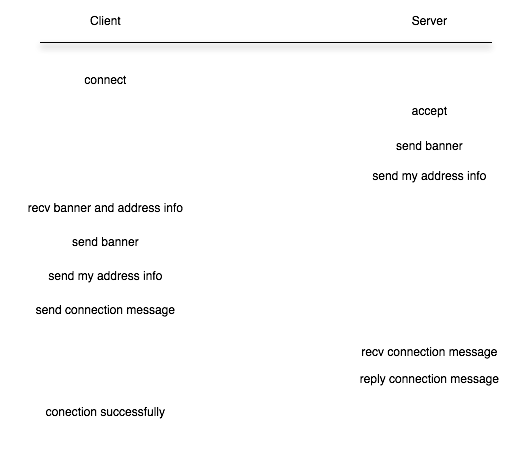 Client
Server
connect
accept
send banner
send my address info
recv banner and address info
send banner
send my address info
send connection message
recv connection message
reply connection message
conection successfully